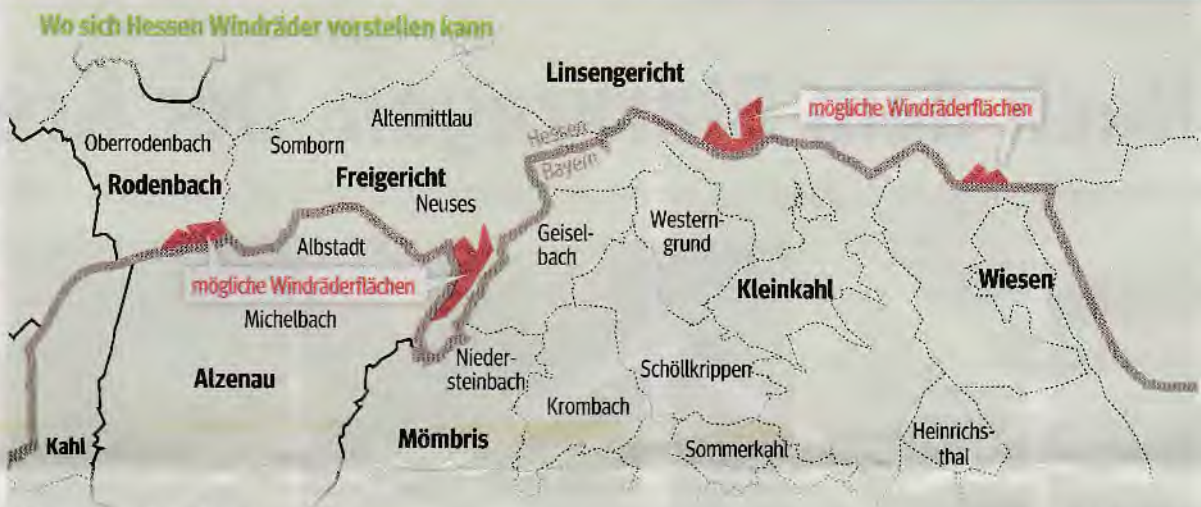 Wo sich Hessen Windräder vorstellen kann
Linsengericht
mögliche Windräderflächen
Altenmittlau
Oberrodenbach
Somborn
Hessen
Bayern
Rodenbach
Freigericht
Neuses
Albstadt
Geisel-
bach
Western-
grund
mögliche Windräderflächen
Kleinkahl
Wiesen
Michelbach
Alzenau
Nieder-
steinbach
Schöllkrippen
Krombach
Kahl
Mömbris
Sommerkahl
Heinrichs-
thal